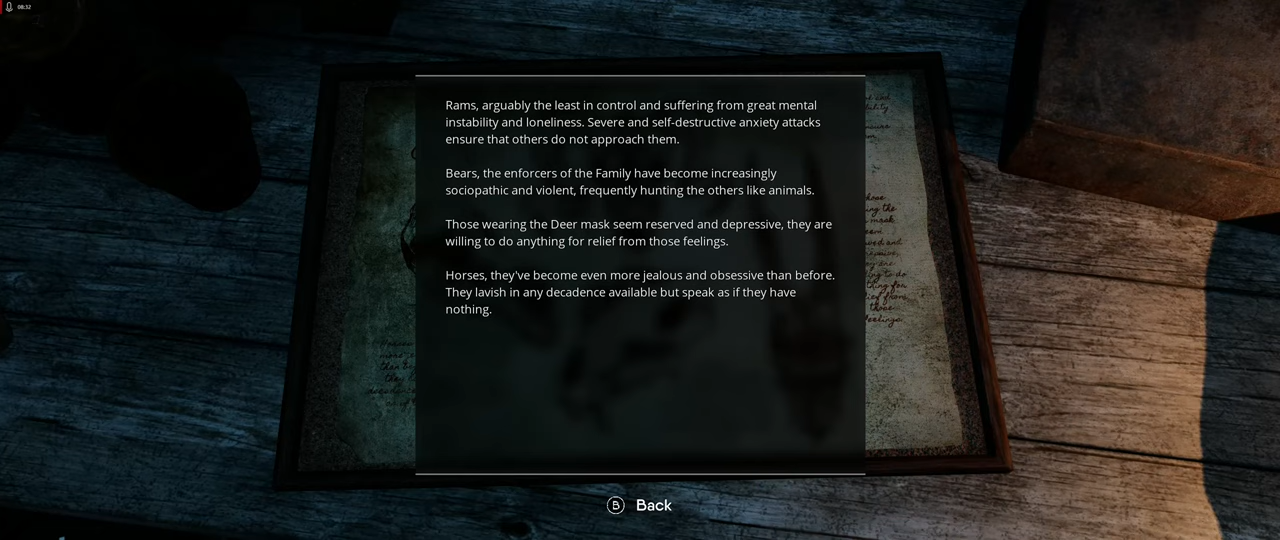 08:32
Rams, arguably the least in control and suffering from great mental
instability and loneliness. Severe and self-destructive anxiety attacks
ensure that others do not approach them.
Bears, the enforcers of the Family have become increasingly
sociopathic and violent, frequently hunting the others like animals.
Those wearing the Deer mask seem reserved and depressive, they are
willing to do anything for relief from those feelings.
Horses, they've become even more jealous and obsessive than before.
They lavish in any decadence available but speak as if they have
nothing.
B Back